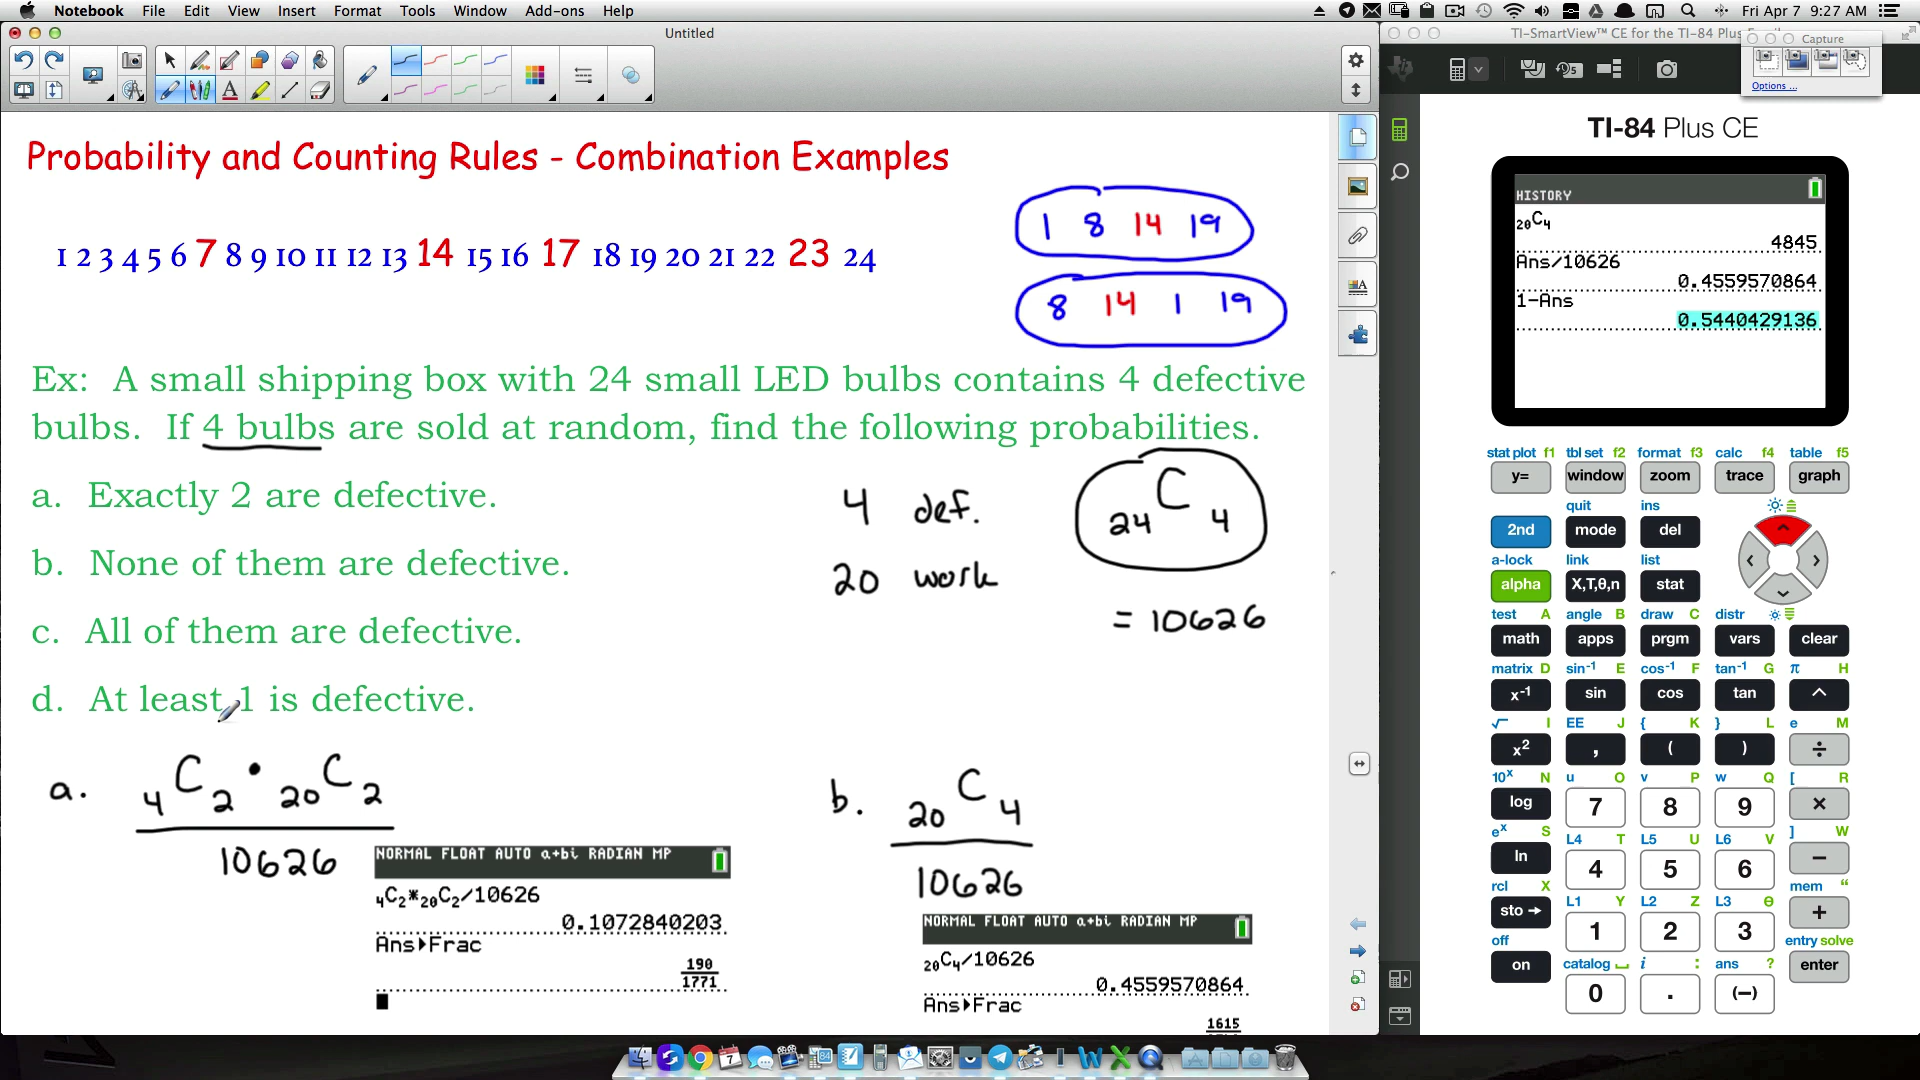 Notebook File Edit View Insert Format Tools Window Add-ons Help
Fri Apr 7 9:27 AM
Untitled
TI-SmartView™ CE for the TI-84 Plus
Capture
Options ...
Probability and Counting Rules - Combination Examples
1 2 3 4 5 6 7 8 9 10 11 12 13 14 15 16 17 18 19 20 21 22 23 24
1 8 14 19
8 14 1 19
Ex: A small shipping box with 24 small LED bulbs contains 4 defective
bulbs. If 4 bulbs are sold at random, find the following probabilities.
a. Exactly 2 are defective.
b. None of them are defective.
c. All of them are defective.
d. At least 1 is defective.
4 def.
20 work
24 C 4
= 10626
a. 4 C 2 • 20 C 2
10626
NORMAL FLOAT AUTO a+bi RADIAN MP
4C2*20C2/10626
0.1072840203
Ans▸Frac
190
1771
b. 20 C 4
10626
NORMAL FLOAT AUTO a+bi RADIAN MP
20C4/10626
0.4559570864
Ans▸Frac
1615
TI-84 Plus CE
HISTORY
20C4
4845
Ans/10626
0.4559570864
1-Ans
0.5440429136
stat plot f1 tbl set f2 format f3 calc f4 table f5
y= window zoom trace graph
quit ins
2nd mode del
a-lock link list
alpha X,T,θ,n stat
test A angle B draw C distr
math apps prgm vars clear
matrix D sin⁻¹ E cos⁻¹ F tan⁻¹ G π H
x⁻¹ sin cos tan ^
√ I EE J { K } L e M
x² , ( ) ÷
10ˣ N u O v P w Q [ R
log 7 8 9 ×
eˣ S L4 T L5 U L6 V ] W
ln 4 5 6 −
rcl X L1 Y L2 Z L3 θ mem "
sto → 1 2 3 +
off catalog i : ans ? entry solve
on 0 . (−) enter